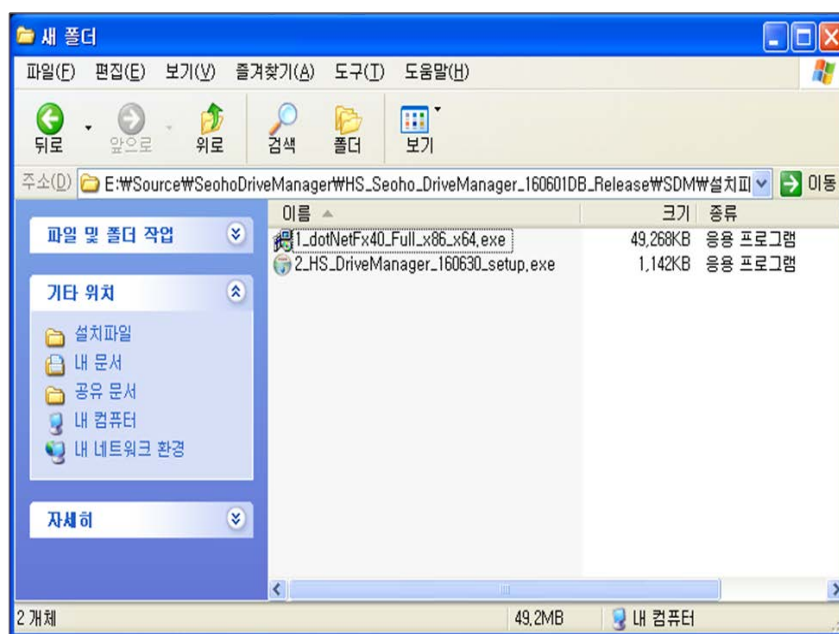 새 폴더
파일(F) 편집(E) 보기(V) 즐겨찾기(A) 도구(T) 도움말(H)
뒤로 앞으로 위로 검색 폴더 보기
주소(D) E:₩Source₩SeohoDriveManager₩HS_Seoho_DriveManager_160601DB_Release₩SDM₩설치파 이동
파일 및 폴더 작업
기타 위치
설치파일
내 문서
공유 문서
내 컴퓨터
내 네트워크 환경
자세히
이름 크기 종류
1_dotNetFx40_Full_x86_x64.exe 49,268KB 응용 프로그램
2_HS_DriveManager_160630_setup.exe 1,142KB 응용 프로그램
2 개체 49,2MB 내 컴퓨터